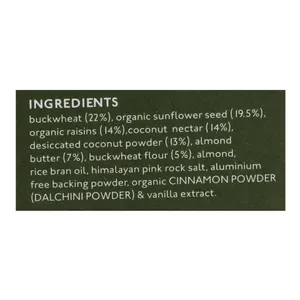 INGREDIENTS
buckwheat (22%), organic sunflower seed (19.5%),
organic raisins (14%),coconut nectar (14%),
desiccated coconut powder (13%), almond
butter (7%), buckwheat flour (5%), almond,
rice bran oil, himalayan pink rock salt, aluminium
free backing powder, organic CINNAMON POWDER
(DALCHINI POWDER) & vanilla extract.